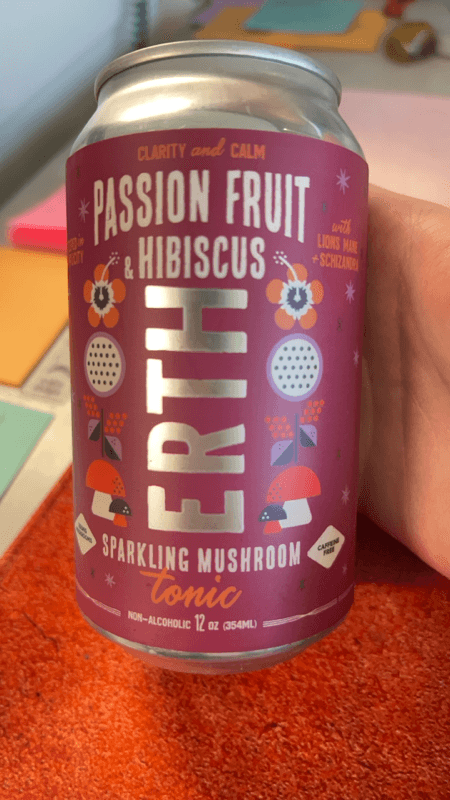 CLARITY and CALM
PASSION FRUIT
& HIBISCUS
with
LIONS MANE
+ SCHIZANDRA
ERTH
CAFFEINE
FREE
SPARKLING MUSHROOM
tonic
NON-ALCOHOLIC 12 OZ (354ML)